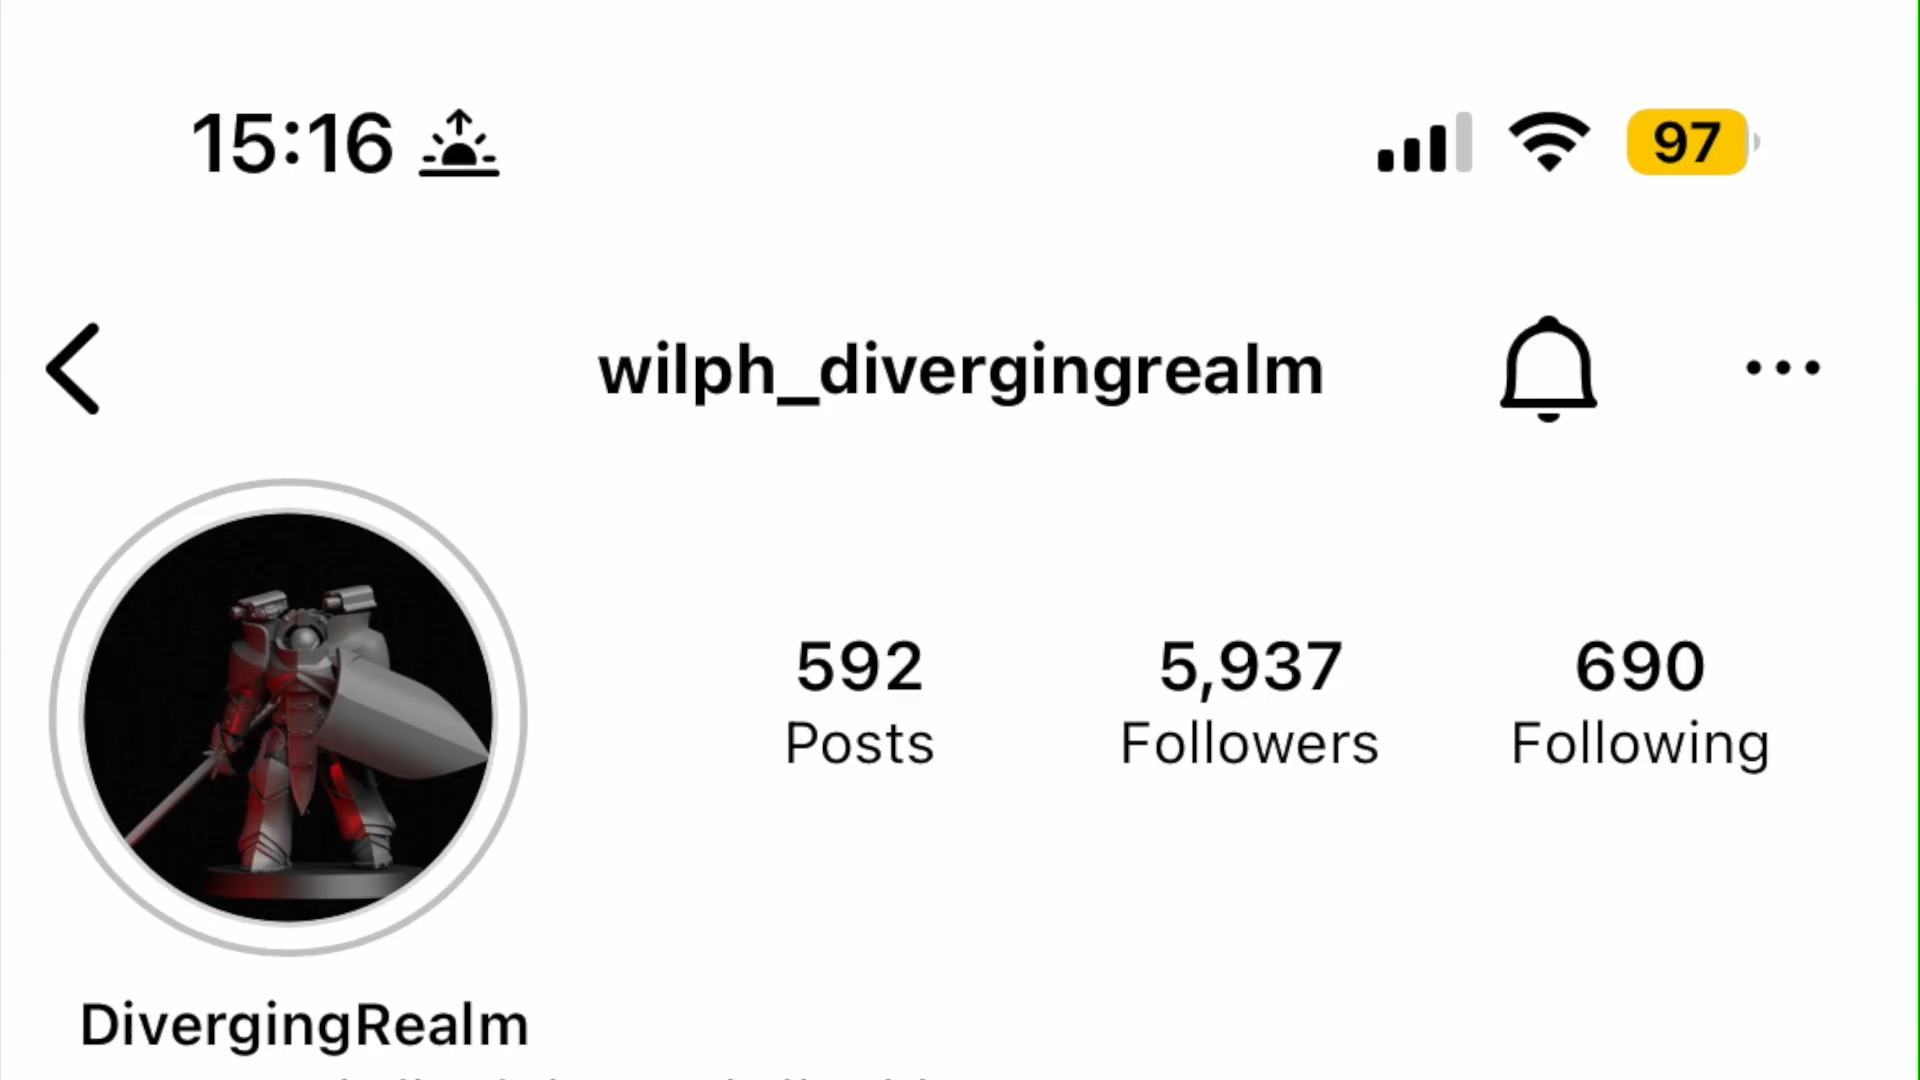 15:16
97
wilph_divergingrealm
592
5,937
690
Posts
Followers
Following
DivergingRealm